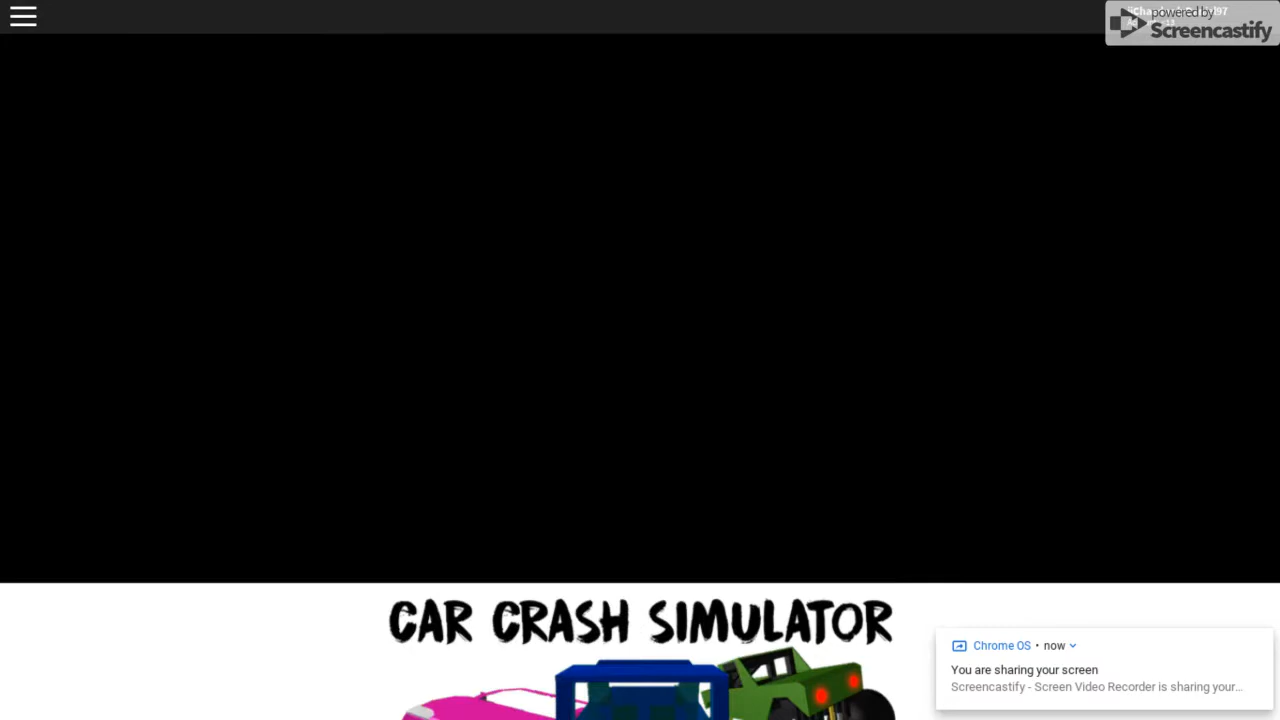 powered by
Screencastify
CAR CRASH SIMULATOR
Chrome OS • now
You are sharing your screen
Screencastify - Screen Video Recorder is sharing your...